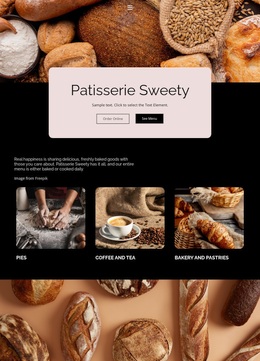 Patisserie Sweety
Sample text. Click to select the Text Element.
Order Online
See Menu
Real happiness is sharing delicious, freshly baked goods with
those you care about. Patisserie Sweety has it all, and our entire
menu is either baked or cooked daily.
Image from Freepik
PIES
COFFEE AND TEA
BAKERY AND PASTRIES